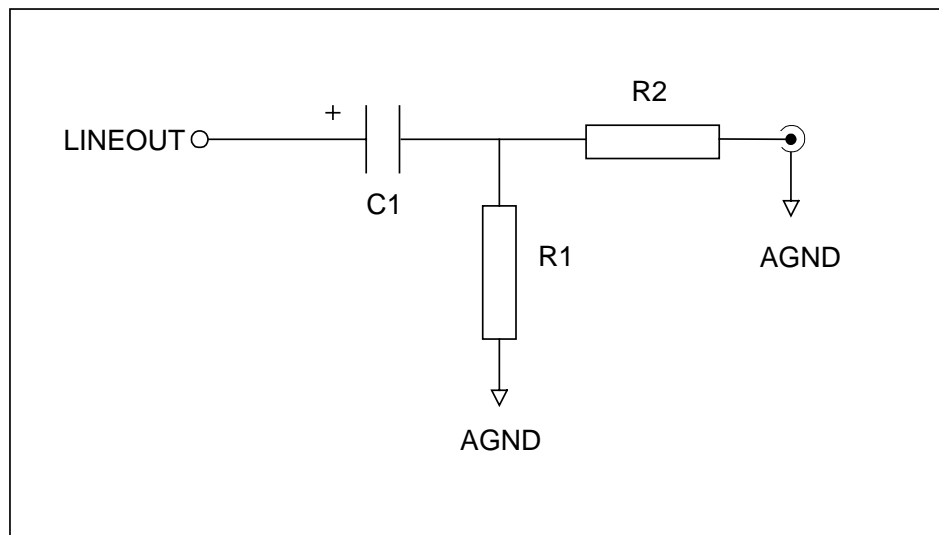 R2
+
LINEOUT
C1
R1
AGND
AGND